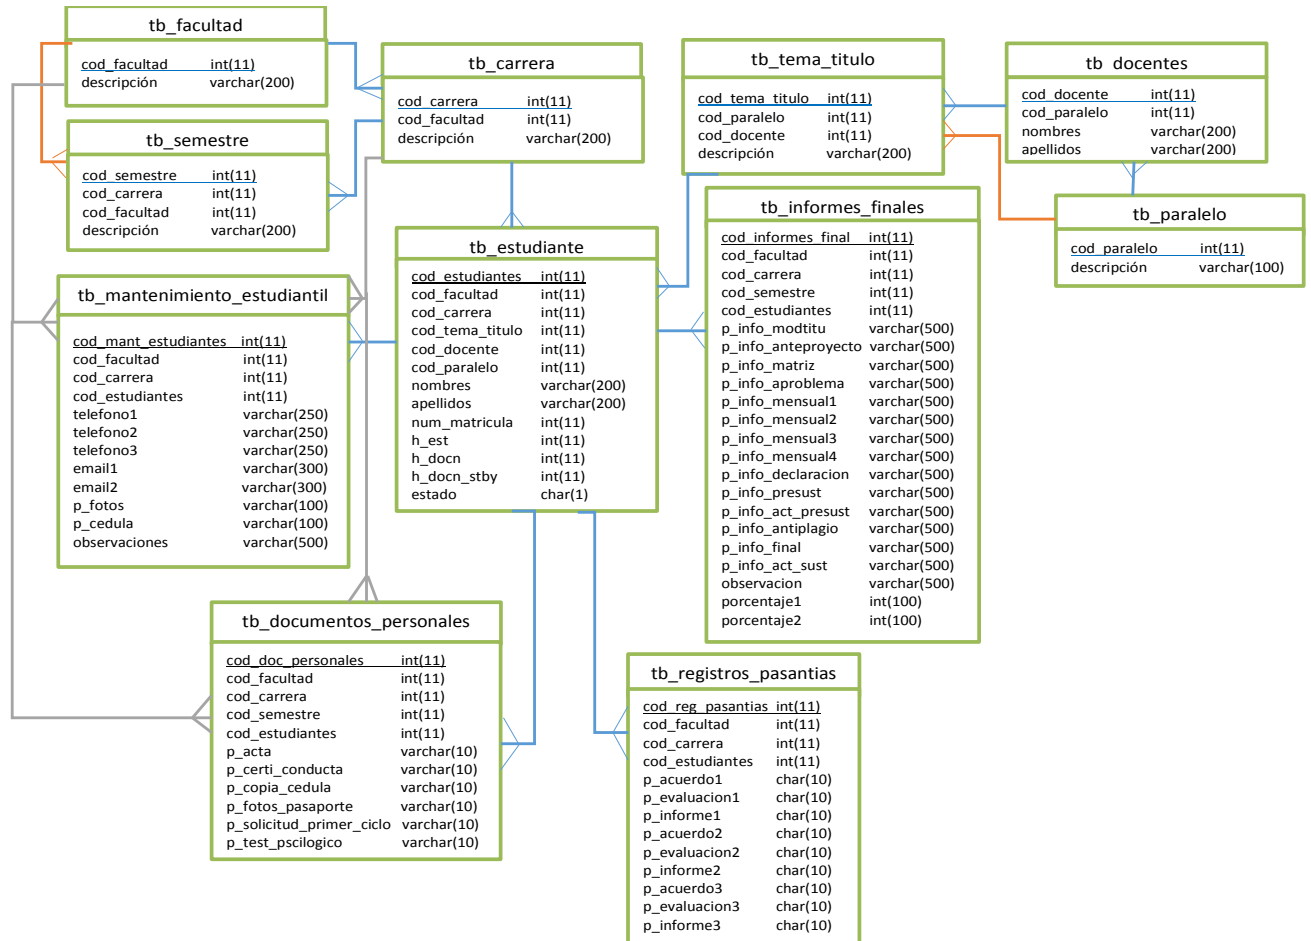 tb_facultad
cod_facultad int(11)
descripción varchar(200)
tb_carrera
cod_carrera int(11)
cod_facultad int(11)
descripción varchar(200)
tb_tema_titulo
cod_tema_titulo int(11)
cod_paralelo int(11)
cod_docente int(11)
descripción varchar(200)
tb_docentes
cod_docente int(11)
cod_paralelo int(11)
nombres varchar(200)
apellidos varchar(200)
tb_semestre
cod_semestre int(11)
cod_carrera int(11)
cod_facultad int(11)
descripción varchar(200)
tb_paralelo
cod_paralelo int(11)
descripción varchar(100)
tb_estudiante
cod_estudiantes int(11)
cod_facultad int(11)
cod_carrera int(11)
cod_tema_titulo int(11)
cod_docente int(11)
cod_paralelo int(11)
nombres varchar(200)
apellidos varchar(200)
num_matricula int(11)
h_est int(11)
h_docn int(11)
h_docn_stby int(11)
estado char(1)
tb_informes_finales
cod_informes_final int(11)
cod_facultad int(11)
cod_carrera int(11)
cod_semestre int(11)
cod_estudiantes int(11)
p_info_modtitu varchar(500)
p_info_anteproyecto varchar(500)
p_info_matriz varchar(500)
p_info_aproblema varchar(500)
p_info_mensual1 varchar(500)
p_info_mensual2 varchar(500)
p_info_mensual3 varchar(500)
p_info_mensual4 varchar(500)
p_info_declaracion varchar(500)
p_info_presust varchar(500)
p_info_act_presust varchar(500)
p_info_antiplagio varchar(500)
p_info_final varchar(500)
p_info_act_sust varchar(500)
observacion varchar(500)
porcentaje1 int(100)
porcentaje2 int(100)
tb_mantenimiento_estudiantil
cod_mant_estudiantes int(11)
cod_facultad int(11)
cod_carrera int(11)
cod_estudiantes int(11)
telefono1 varchar(250)
telefono2 varchar(250)
telefono3 varchar(250)
email1 varchar(300)
email2 varchar(300)
p_fotos varchar(100)
p_cedula varchar(100)
observaciones varchar(500)
tb_documentos_personales
cod_doc_personales int(11)
cod_facultad int(11)
cod_carrera int(11)
cod_semestre int(11)
cod_estudiantes int(11)
p_acta varchar(10)
p_certi_conducta varchar(10)
p_copia_cedula varchar(10)
p_fotos_pasaporte varchar(10)
p_solicitud_primer_ciclo varchar(10)
p_test_pscilogico varchar(10)
tb_registros_pasantias
cod_reg_pasantias int(11)
cod_facultad int(11)
cod_carrera int(11)
cod_estudiantes int(11)
p_acuerdo1 char(10)
p_evaluacion1 char(10)
p_informe1 char(10)
p_acuerdo2 char(10)
p_evaluacion2 char(10)
p_informe2 char(10)
p_acuerdo3 char(10)
p_evaluacion3 char(10)
p_informe3 char(10)